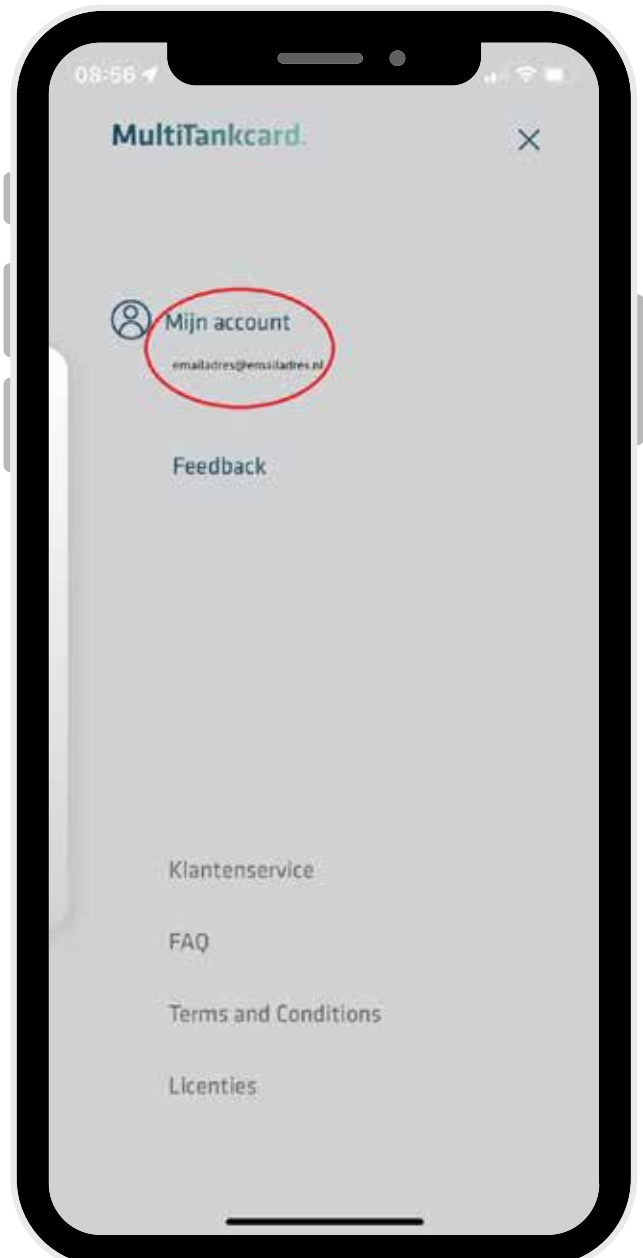 08:56
MultiTankcard.
Mijn account
emailadres@emailadres.nl
Feedback
Klantenservice
FAQ
Terms and Conditions
Licenties